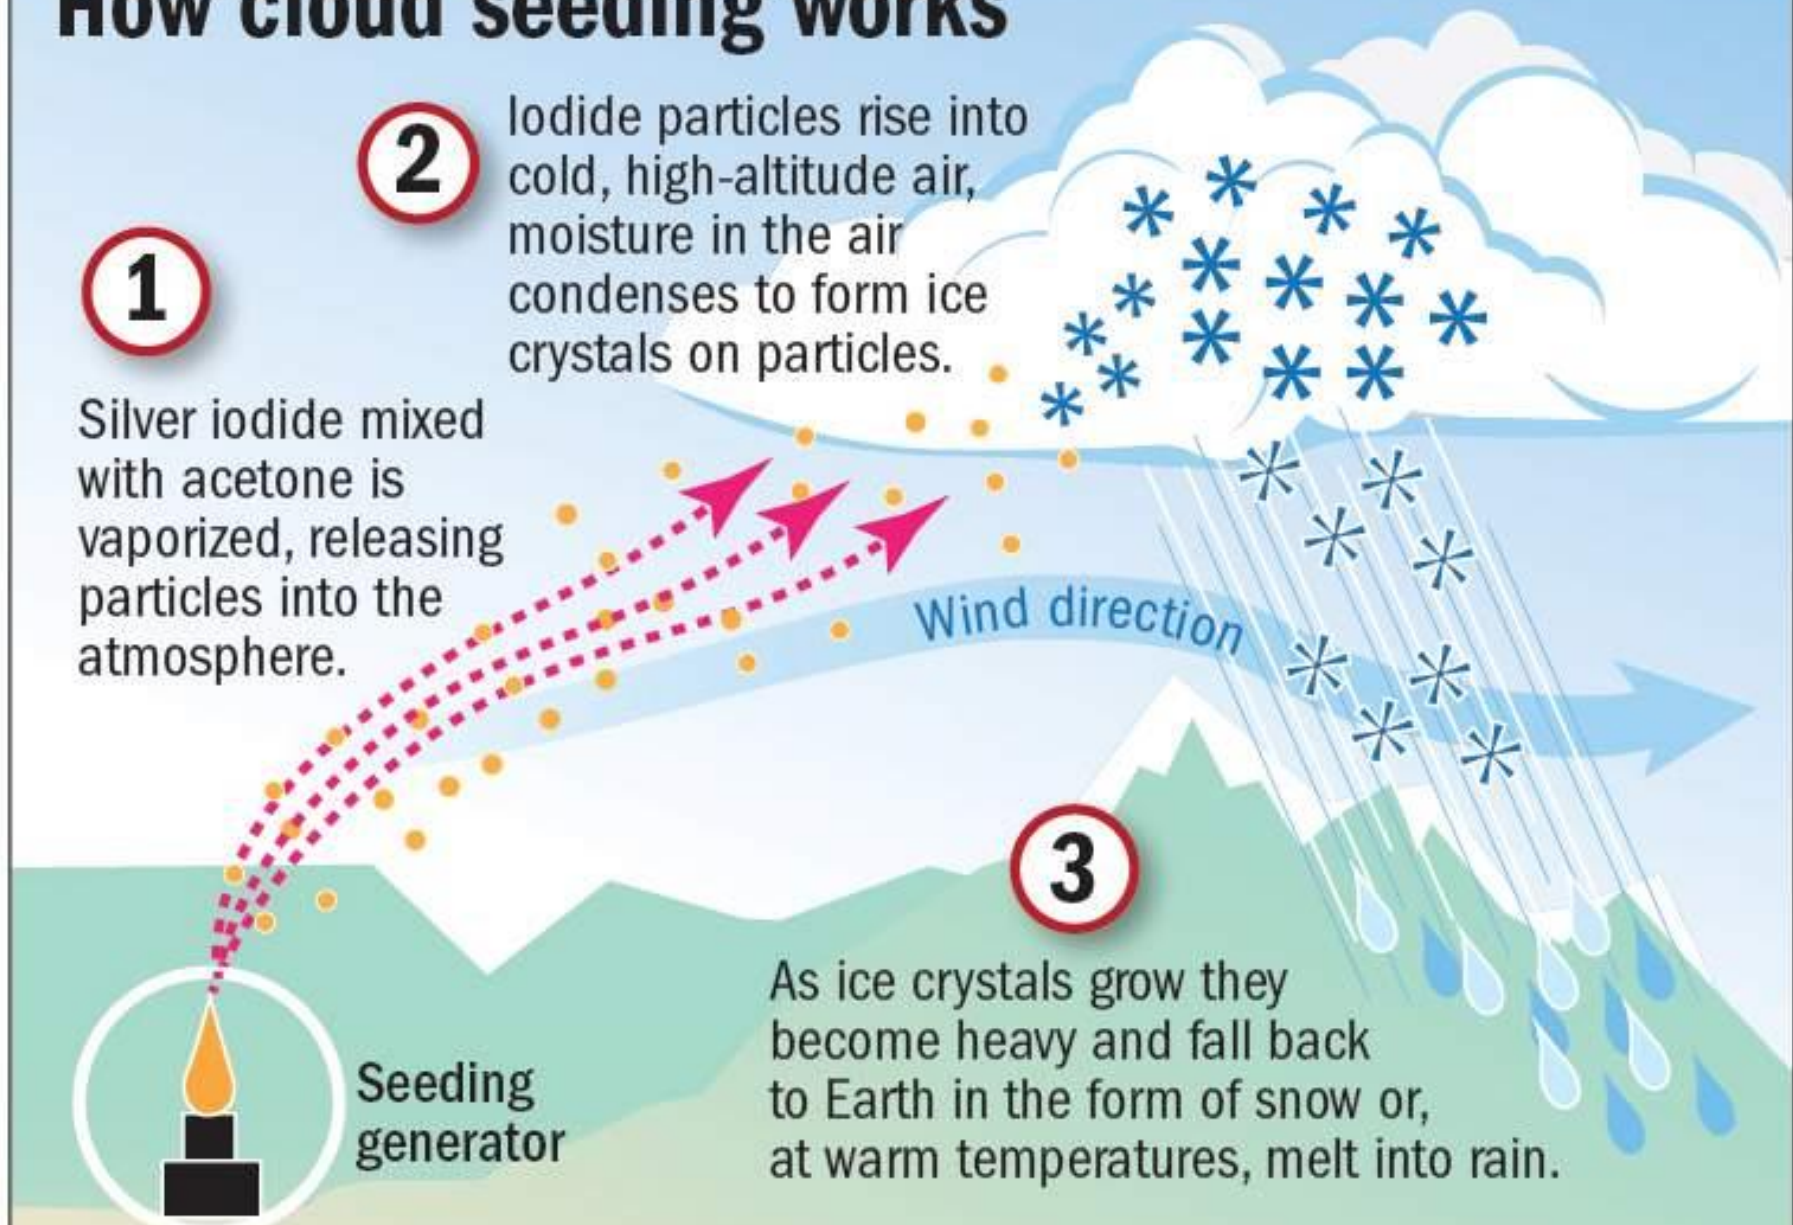 How cloud seeding works
1
Silver iodide mixed
with acetone is
vaporized, releasing
particles into the
atmosphere.
2
Iodide particles rise into
cold, high-altitude air,
moisture in the air
condenses to form ice
crystals on particles.
Wind direction
3
As ice crystals grow they
become heavy and fall back
to Earth in the form of snow or,
at warm temperatures, melt into rain.
Seeding
generator